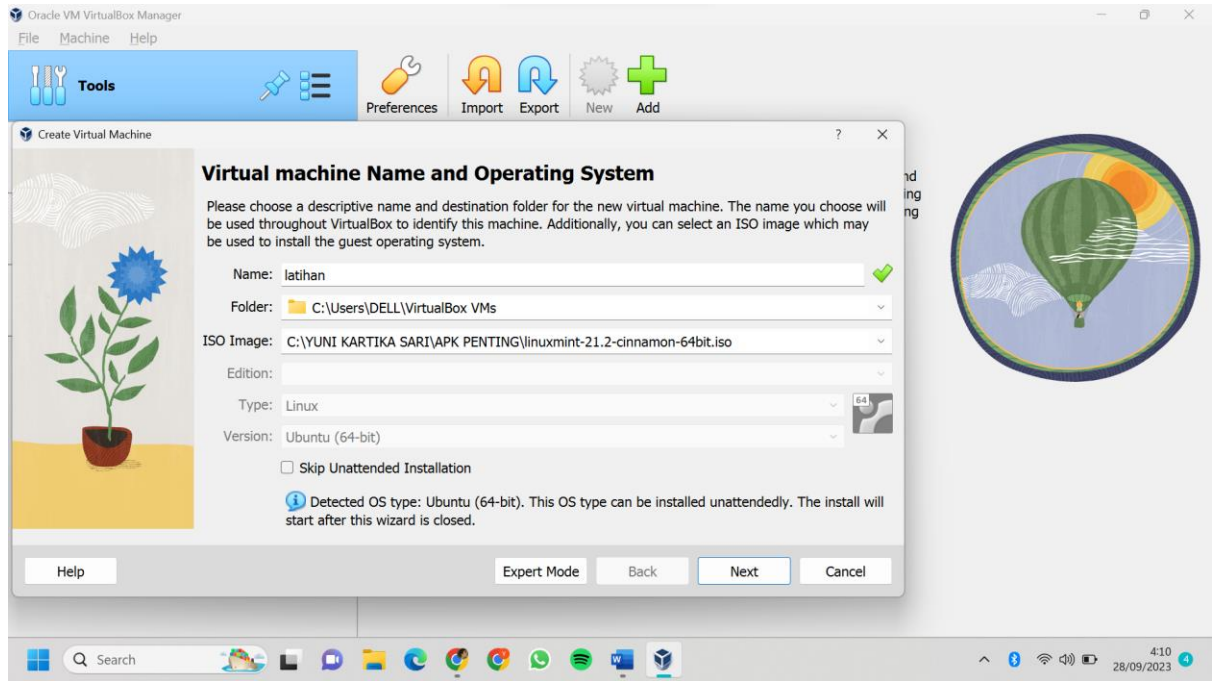 Oracle VM VirtualBox Manager
File Machine Help
Tools
Preferences Import Export New Add
Create Virtual Machine ?
Virtual machine Name and Operating System
Please choose a descriptive name and destination folder for the new virtual machine. The name you choose will
be used throughout VirtualBox to identify this machine. Additionally, you can select an ISO image which may
be used to install the guest operating system.
Name: latihan
Folder: C:\Users\DELL\VirtualBox VMs
ISO Image: C:\YUNI KARTIKA SARI\APK PENTING\linuxmint-21.2-cinnamon-64bit.iso
Edition:
Type: Linux 64
Version: Ubuntu (64-bit)
Skip Unattended Installation
Detected OS type: Ubuntu (64-bit). This OS type can be installed unattendedly. The install will
start after this wizard is closed.
Help Expert Mode Back Next Cancel
Search
4:10
28/09/2023 4